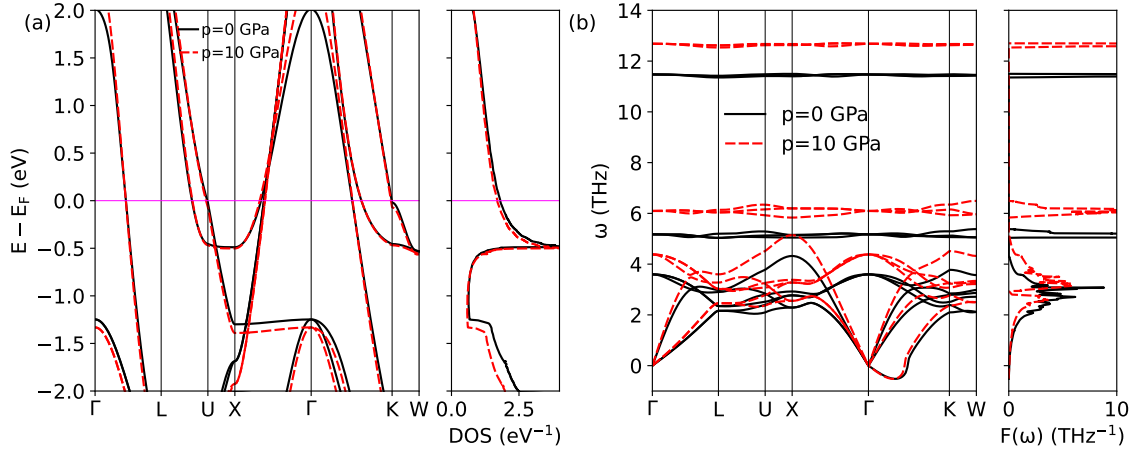 (a)
E − E_F (eV)
2.0
1.5
1.0
0.5
0.0
−0.5
−1.0
−1.5
−2.0
p=0 GPa
p=10 GPa
Γ L U X Γ K W
0.0 2.5
DOS (eV⁻¹)
(b)
ω (THz)
14
12
10
8
6
4
2
0
p=0 GPa
p=10 GPa
Γ L U X Γ K W
0 10
F(ω) (THz⁻¹)